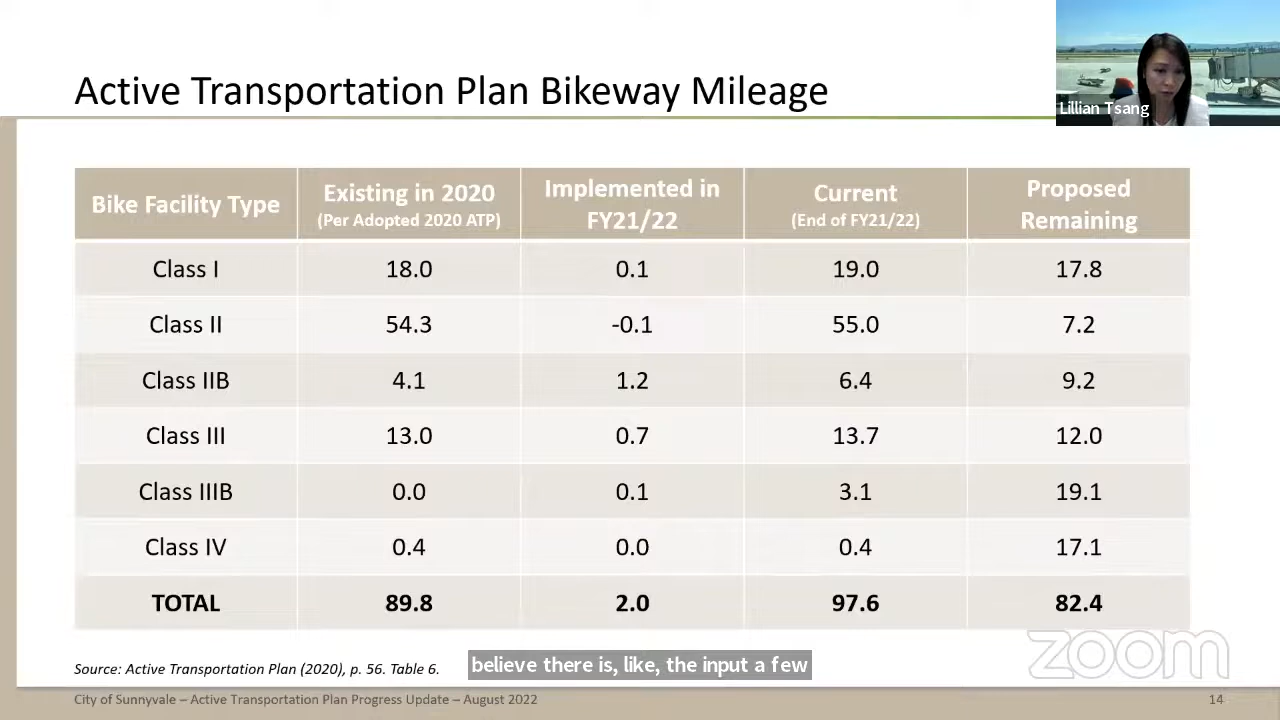 Active Transportation Plan Bikeway Mileage
Lillian Tsang
Bike Facility Type
Existing in 2020
(Per Adopted 2020 ATP)
Implemented in
FY21/22
Current
(End of FY21/22)
Proposed
Remaining
Class I 18.0 0.1 19.0 17.8
Class II 54.3 -0.1 55.0 7.2
Class IIB 4.1 1.2 6.4 9.2
Class III 13.0 0.7 13.7 12.0
Class IIIB 0.0 0.1 3.1 19.1
Class IV 0.4 0.0 0.4 17.1
TOTAL 89.8 2.0 97.6 82.4
zoom
Source: Active Transportation Plan (2020), p. 56. Table 6.
believe there is, like, the input a few
City of Sunnyvale – Active Transportation Plan Progress Update – August 2022
14